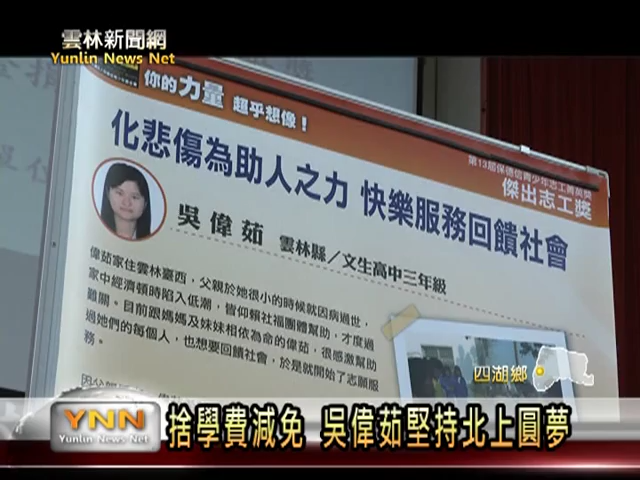 雲林新聞網
Yunlin News Net
你的力量 超乎想像！
第13屆保德信青少年志工菁英獎
傑出志工獎
化悲傷為助人之力 快樂服務回饋社會
吳偉茹 雲林縣／文生高中三年級
偉茹家住雲林臺西，父親於她很小的時候就因病過世，
家中經濟頓時陷入低潮，皆仰賴社福團體幫助，才度過
難關。目前跟媽媽及妹妹相依為命的偉茹，很感激幫助
過她們的每個人，也想要回饋社會，於是就開始了志願服
務。
四湖鄉
YNN
Yunlin News Net
捨學費減免 吳偉茹堅持北上圓夢